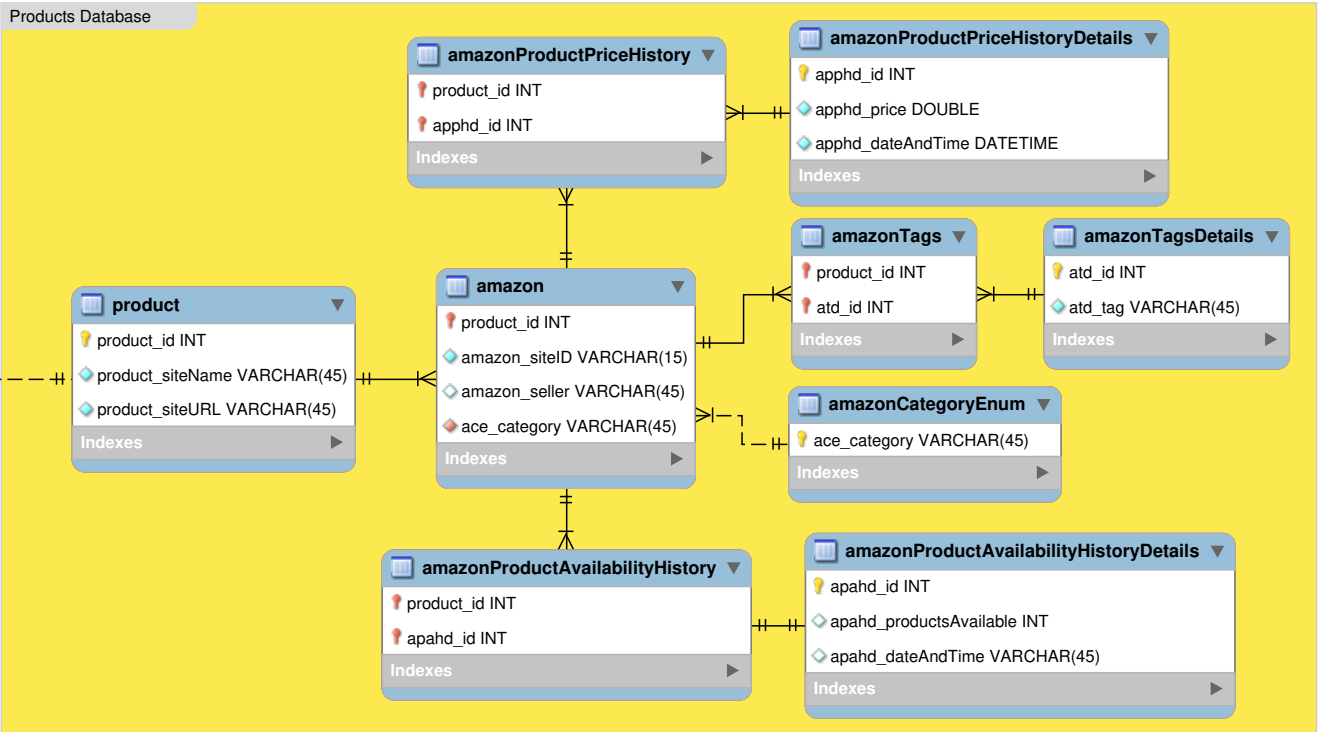 Products Database
amazonProductPriceHistory
product_id INT
apphd_id INT
Indexes
amazonProductPriceHistoryDetails
apphd_id INT
apphd_price DOUBLE
apphd_dateAndTime DATETIME
Indexes
product
product_id INT
product_siteName VARCHAR(45)
product_siteURL VARCHAR(45)
Indexes
amazon
product_id INT
amazon_siteID VARCHAR(15)
amazon_seller VARCHAR(45)
ace_category VARCHAR(45)
Indexes
amazonTags
product_id INT
atd_id INT
Indexes
amazonTagsDetails
atd_id INT
atd_tag VARCHAR(45)
Indexes
amazonCategoryEnum
ace_category VARCHAR(45)
Indexes
amazonProductAvailabilityHistory
product_id INT
apahd_id INT
Indexes
amazonProductAvailabilityHistoryDetails
apahd_id INT
apahd_productsAvailable INT
apahd_dateAndTime VARCHAR(45)
Indexes